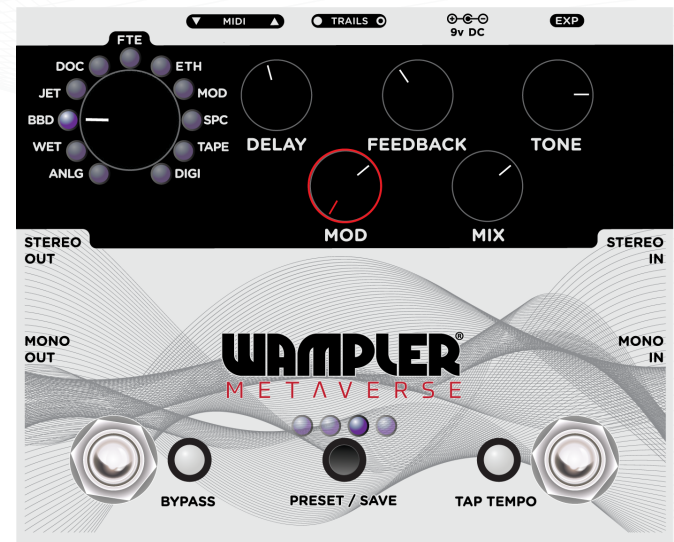 MIDI
TRAILS
9v DC
EXP
FTE
DOC
ETH
JET
MOD
BBD
SPC
WET
TAPE
ANLG
DIGI
DELAY
FEEDBACK
TONE
MOD
MIX
STEREO
OUT
STEREO
IN
MONO
OUT
MONO
IN
WAMPLER®
METAVERSE
BYPASS
PRESET / SAVE
TAP TEMPO